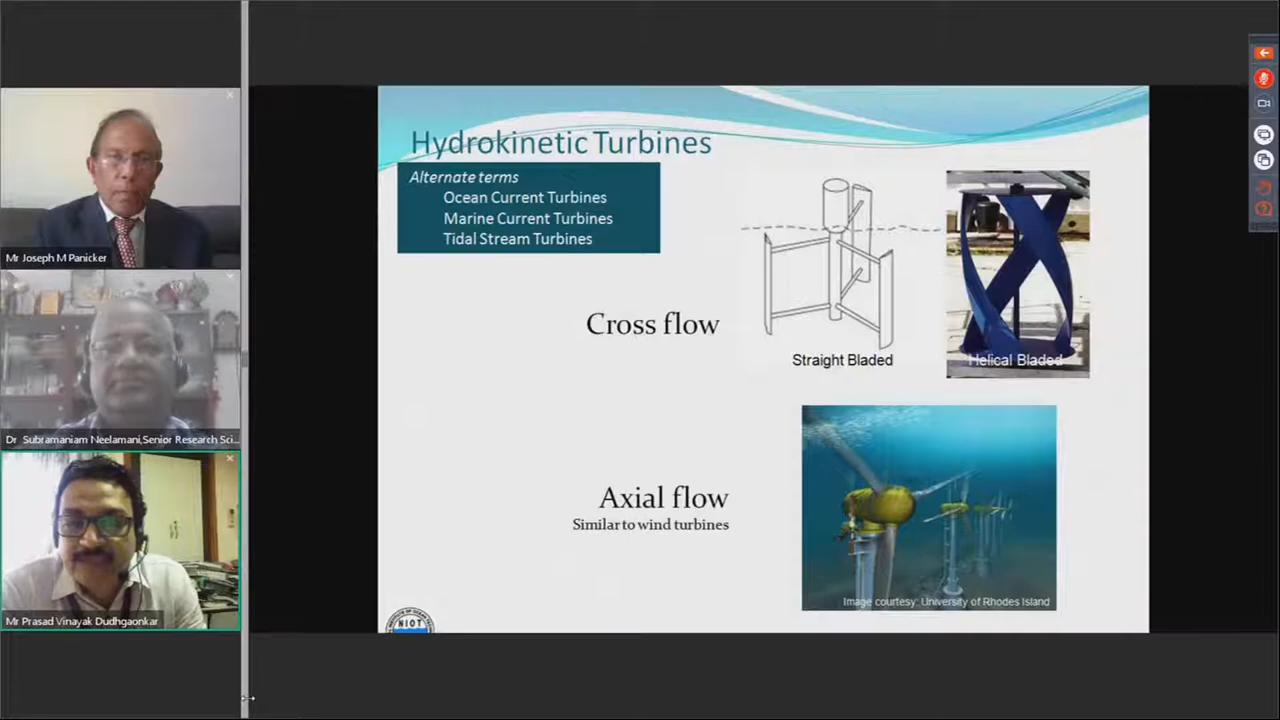 Mr Joseph M Panicker
Dr Subramaniam Neelamani,Senior Research Sci...
Mr Prasad Vinayak Dudhgaonkar
Hydrokinetic Turbines
Alternate terms
Ocean Current Turbines
Marine Current Turbines
Tidal Stream Turbines
Cross flow
Straight Bladed
Helical Bladed
Axial flow
Similar to wind turbines
Image courtesy: University of Rhodes Island
NIOT